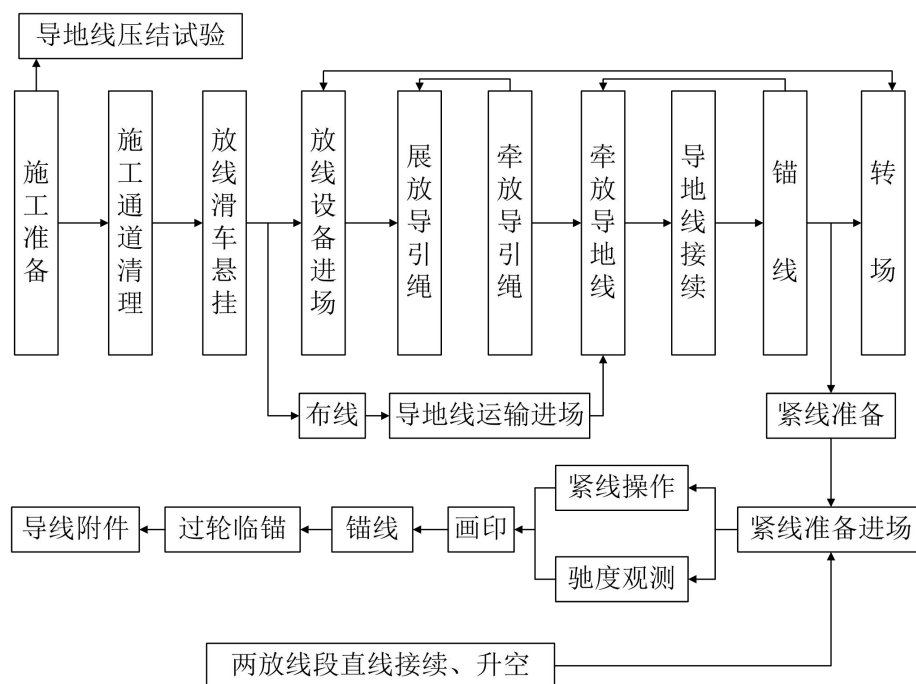 导地线压结试验
施工准备
施工通道清理
放线滑车悬挂
放线设备进场
展放导引绳
牵放导引绳
牵放导地线
导地线接续
锚线
转场
布线
导地线运输进场
紧线准备
紧线操作
导线附件
过轮临锚
锚线
画印
紧线准备进场
驰度观测
两放线段直线接续、升空